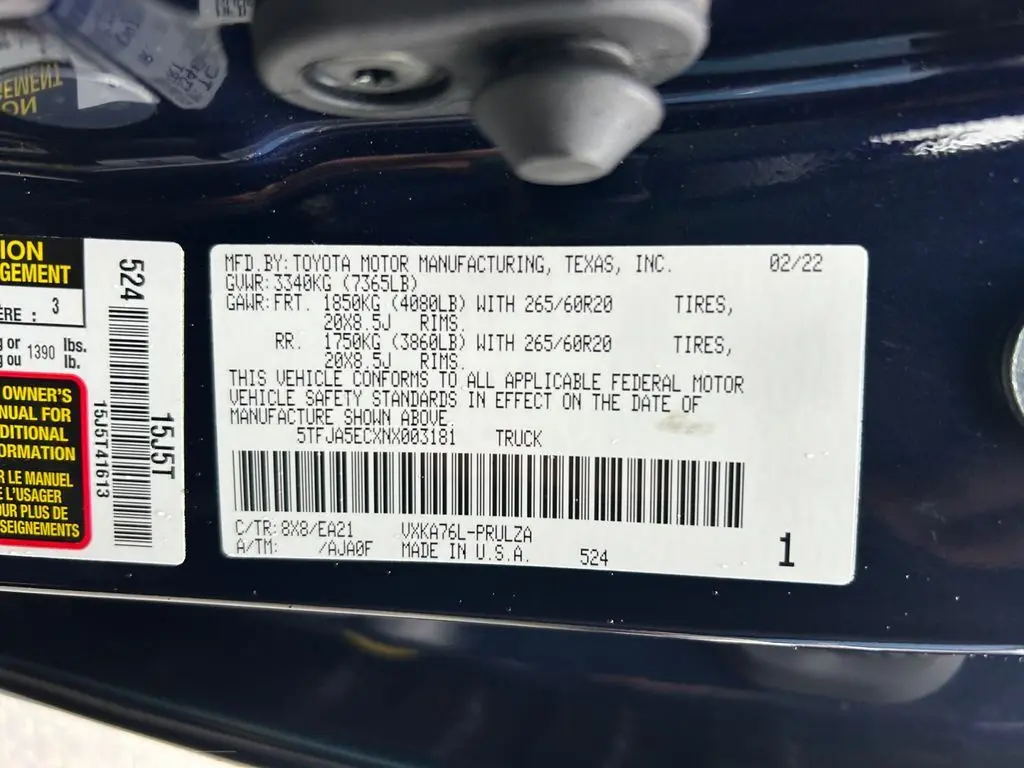 ION
GEMENT
ÈRE : 3
g or 1390 lbs.
g ou lb.
OWNER'S
NUAL FOR
DITIONAL
ORMATION
R LE MANUEL
E L'USAGER
OUR PLUS DE
SEIGNEMENTS
524
15J5T
15J5T41613
MFD.BY:TOYOTA MOTOR MANUFACTURING, TEXAS, INC. 02/22
GVWR:3340KG (7365LB)
GAWR:FRT. 1850KG (4080LB) WITH 265/60R20 TIRES,
20X8.5J RIMS.
RR. 1750KG (3860LB) WITH 265/60R20 TIRES,
20X8.5J RIMS.
THIS VEHICLE CONFORMS TO ALL APPLICABLE FEDERAL MOTOR
VEHICLE SAFETY STANDARDS IN EFFECT ON THE DATE OF
MANUFACTURE SHOWN ABOVE.
5TFJA5ECXNX003181 TRUCK
C/TR:8X8/EA21 VXKA76L-PRULZA
A/TM: /AJA0F MADE IN U.S.A. 524 1